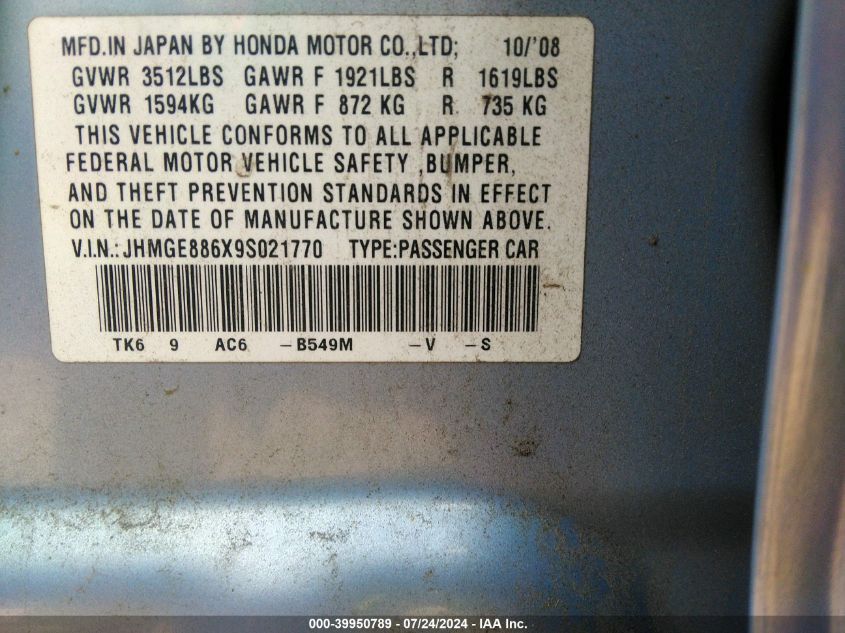 MFD.IN JAPAN BY HONDA MOTOR CO.,LTD; 10/'08
GVWR 3512LBS GAWR F 1921LBS R 1619LBS
GVWR 1594KG GAWR F 872 KG R 735 KG
THIS VEHICLE CONFORMS TO ALL APPLICABLE
FEDERAL MOTOR VEHICLE SAFETY ,BUMPER,
AND THEFT PREVENTION STANDARDS IN EFFECT
ON THE DATE OF MANUFACTURE SHOWN ABOVE.
V.I.N.: JHMGE886X9S021770 TYPE:PASSENGER CAR
TK6 9 AC6 -B549M -V -S
000-39950789 - 07/24/2024 - IAA Inc.